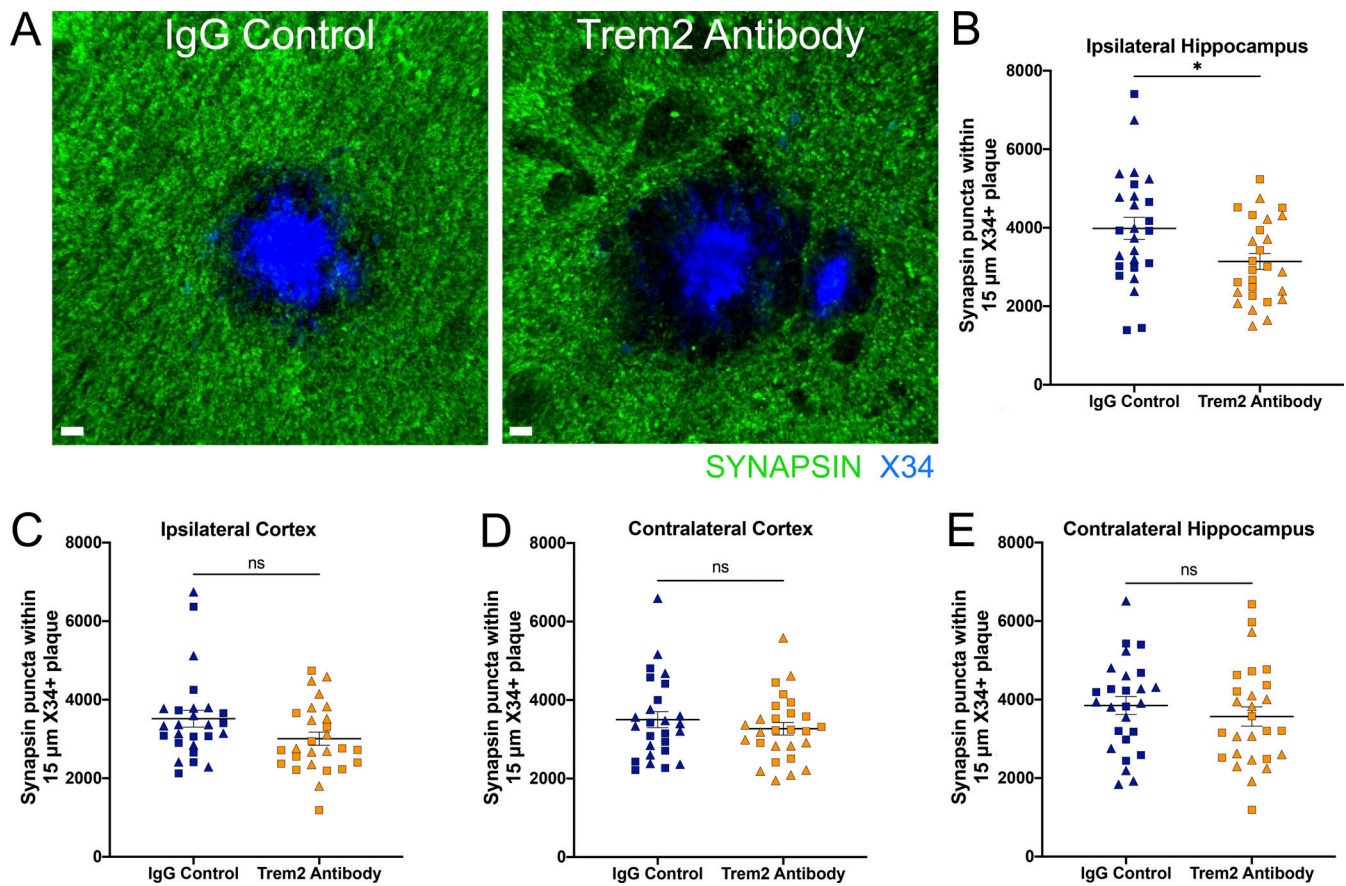 A
IgG Control
Trem2 Antibody
SYNAPSIN X34
B
Ipsilateral Hippocampus
*
8000
6000
4000
2000
0
Synapsin puncta within
15 µm X34+ plaque
IgG Control
Trem2 Antibody
C
Ipsilateral Cortex
ns
8000
6000
4000
2000
0
Synapsin puncta within
15 µm X34+ plaque
IgG Control
Trem2 Antibody
D
Contralateral Cortex
ns
8000
6000
4000
2000
0
Synapsin puncta within
15 µm X34+ plaque
IgG Control
Trem2 Antibody
E
Contralateral Hippocampus
ns
8000
6000
4000
2000
0
Synapsin puncta within
15 µm X34+ plaque
IgG Control
Trem2 Antibody